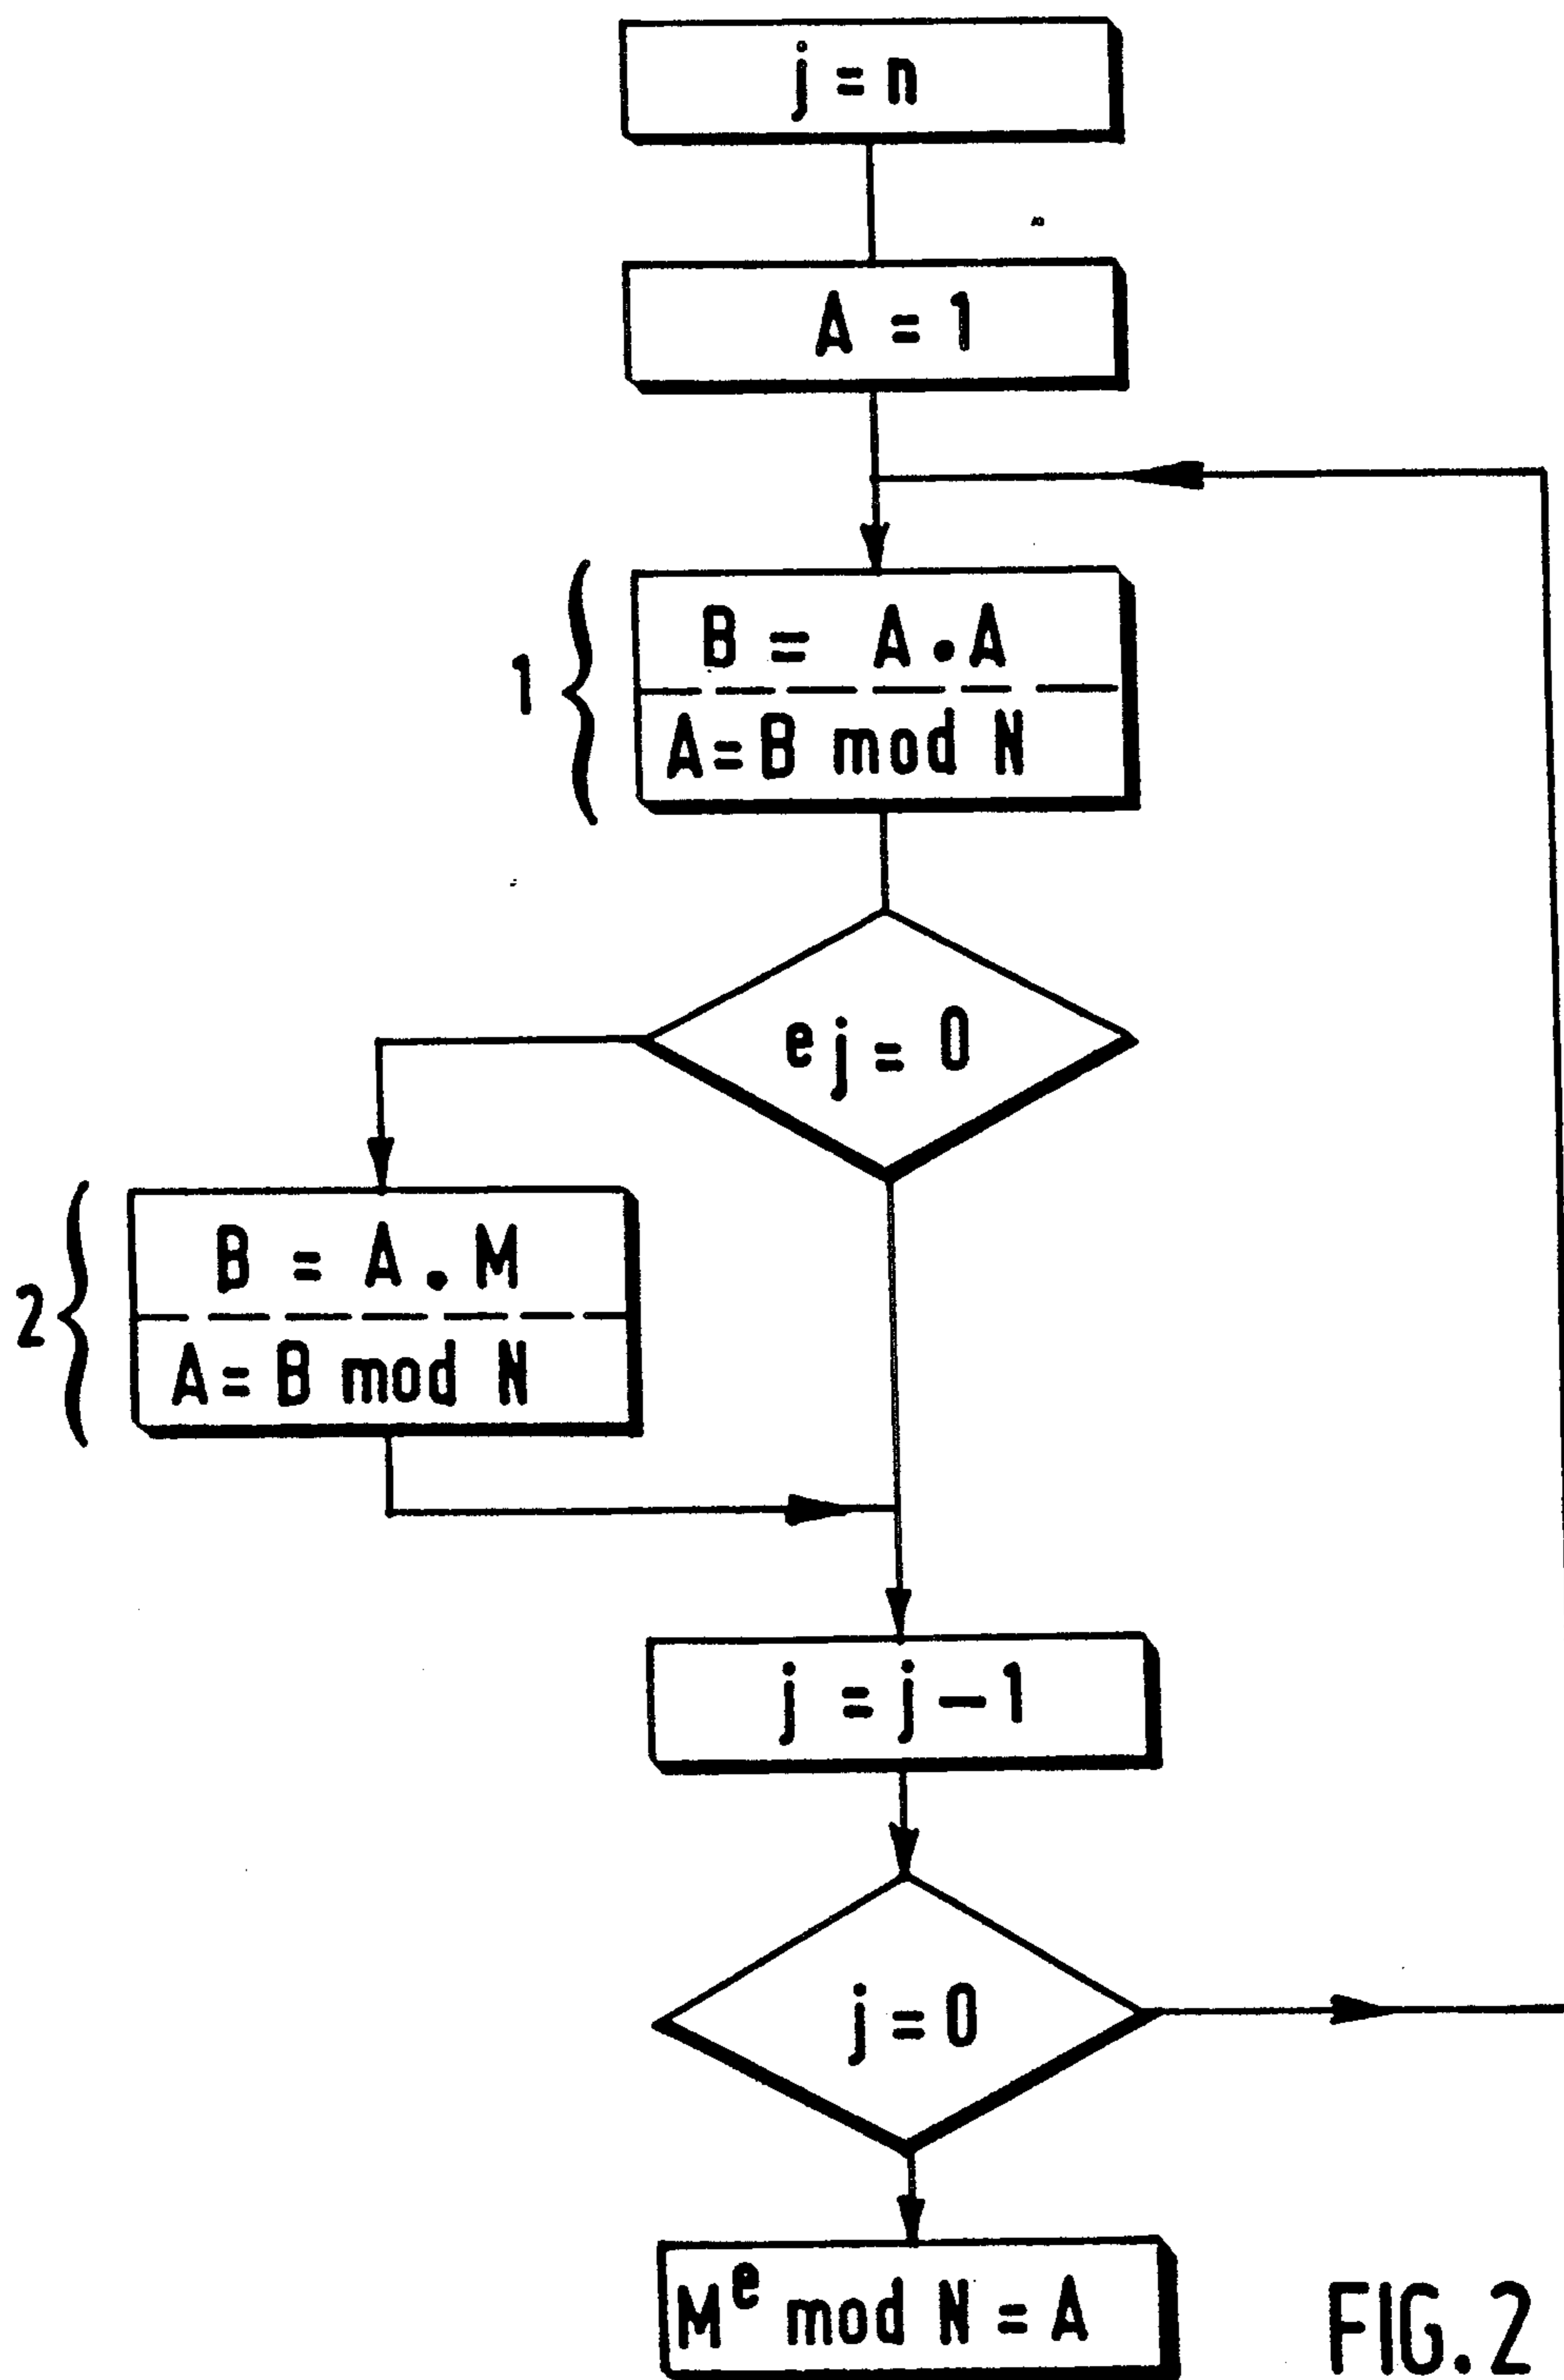 j = n
A = 1
1
B = A • A
A = B mod N
ej = 0
2
B = A . M
A = B mod N
j = j - 1
j = 0
M^e mod N = A
FIG. 2